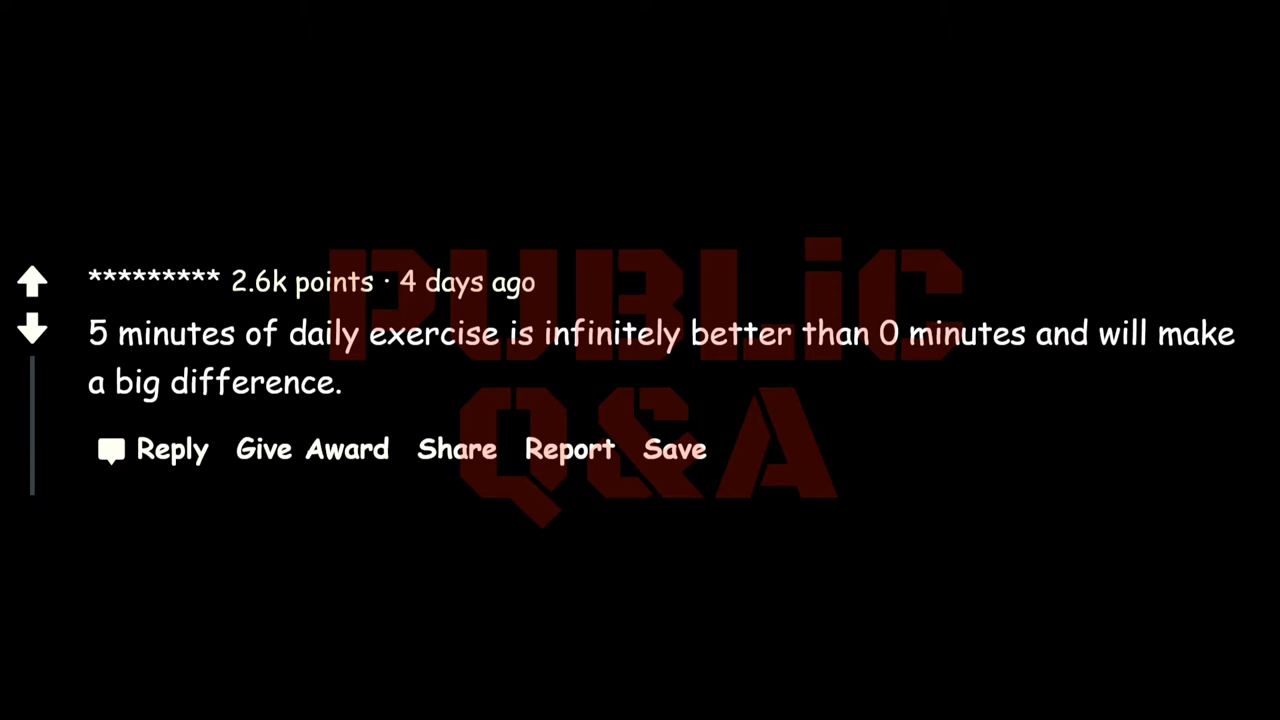 ********* 2.6k points · 4 days ago
5 minutes of daily exercise is infinitely better than 0 minutes and will make
a big difference.
Reply Give Award Share Report Save
PUBLiC
Q&A